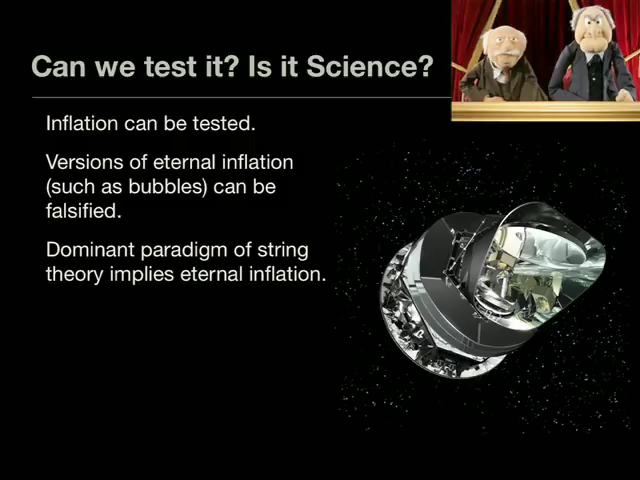 Can we test it? Is it Science?
Inflation can be tested.
Versions of eternal inflation
(such as bubbles) can be
falsified.
Dominant paradigm of string
theory implies eternal inflation.